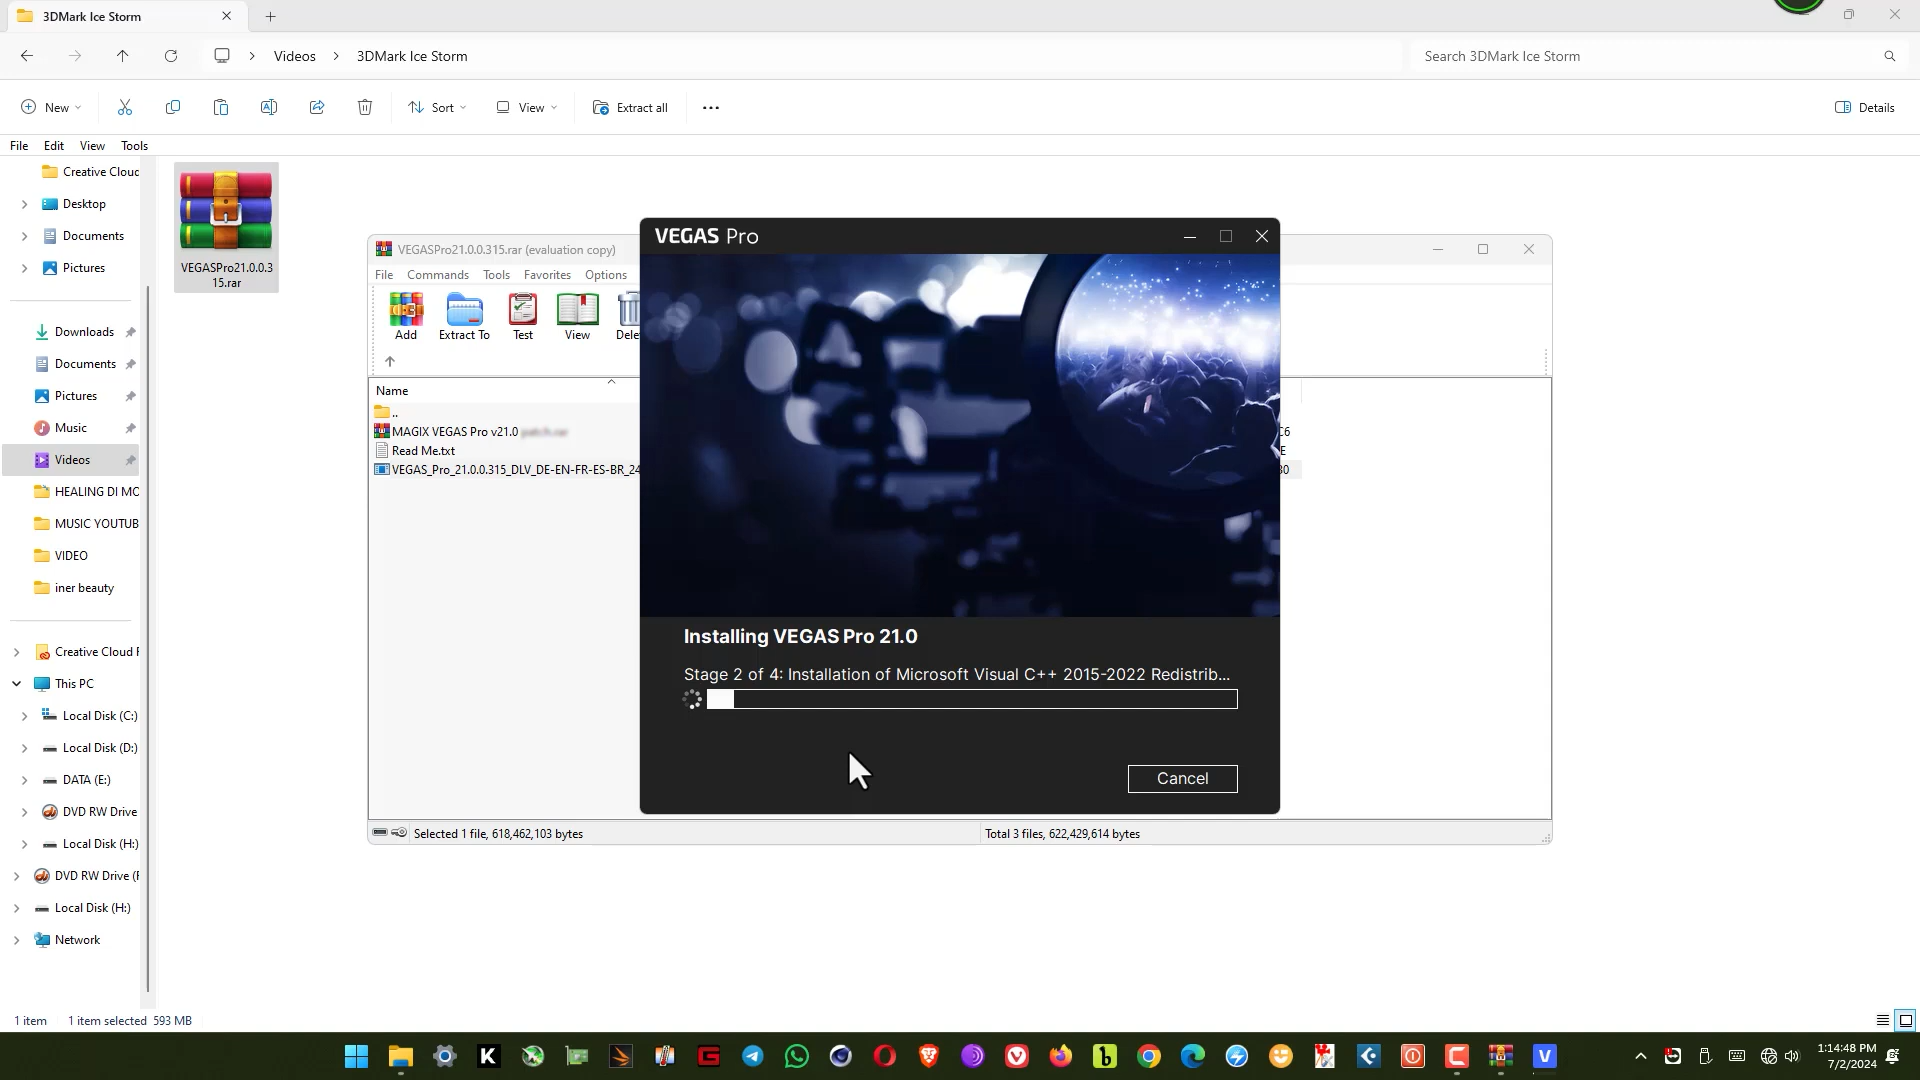 3DMark Ice Storm
Videos
3DMark Ice Storm
Search 3DMark Ice Storm
New
Sort
View
Extract all
Details
File Edit View Tools
Creative Cloud
Desktop
Documents
Pictures
Downloads
Documents
Pictures
Music
Videos
HEALING DI MO
MUSIC YOUTUB
VIDEO
iner beauty
Creative Cloud F
This PC
Local Disk (C:)
Local Disk (D:)
DATA (E:)
DVD RW Drive
Local Disk (H:)
DVD RW Drive (F
Local Disk (H:)
Network
VEGASPro21.0.0.3
15.rar
VEGASPro21.0.0.315.rar (evaluation copy)
File Commands Tools Favorites Options
Add
Extract To
Test
View
Delet
Name
..
MAGIX VEGAS Pro v21.0
C6
Read Me.txt
E
VEGAS_Pro_21.0.0.315_DLV_DE-EN-FR-ES-BR_24
30
Selected 1 file, 618,462,103 bytes
Total 3 files, 622,429,614 bytes
VEGAS Pro
Installing VEGAS Pro 21.0
Stage 2 of 4: Installation of Microsoft Visual C++ 2015-2022 Redistrib...
Cancel
1 item
1 item selected 593 MB
1:14:48 PM
7/2/2024